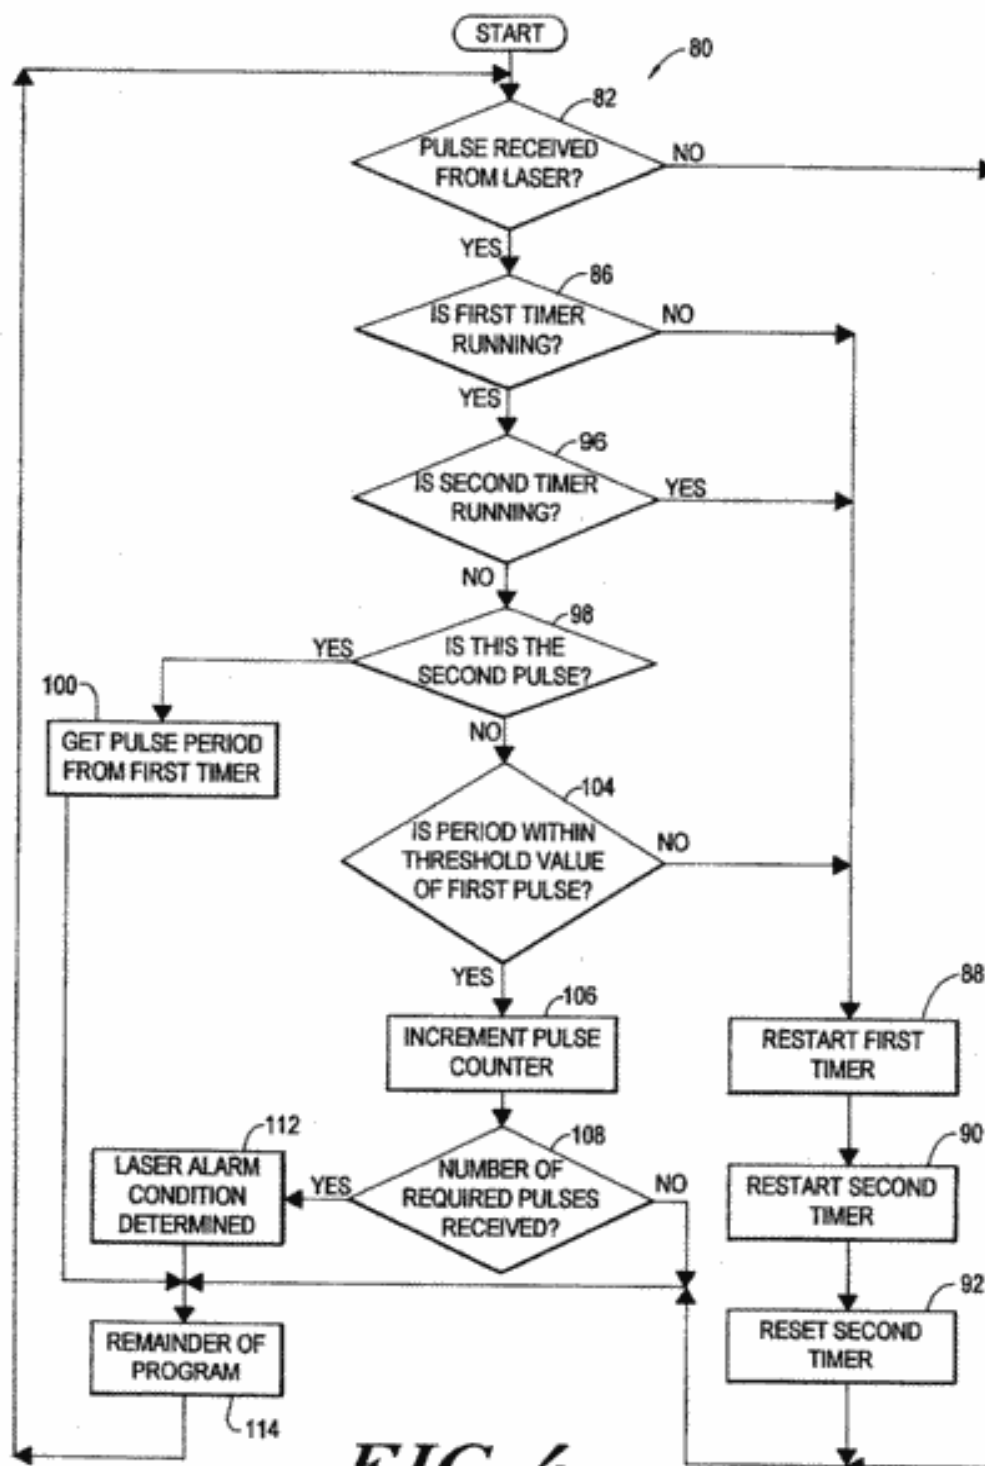 START
80
82
PULSE RECEIVED
FROM LASER?
NO
YES
86
IS FIRST TIMER
RUNNING?
NO
YES
96
IS SECOND TIMER
RUNNING?
YES
NO
98
IS THIS THE
SECOND PULSE?
YES
100
GET PULSE PERIOD
FROM FIRST TIMER
NO
104
IS PERIOD WITHIN
THRESHOLD VALUE
OF FIRST PULSE?
NO
YES
106
INCREMENT PULSE
COUNTER
88
RESTART FIRST
TIMER
108
NUMBER OF
REQUIRED PULSES
RECEIVED?
YES
NO
112
LASER ALARM
CONDITION
DETERMINED
90
RESTART SECOND
TIMER
92
RESET SECOND
TIMER
REMAINDER OF
PROGRAM
114
FIG. 4